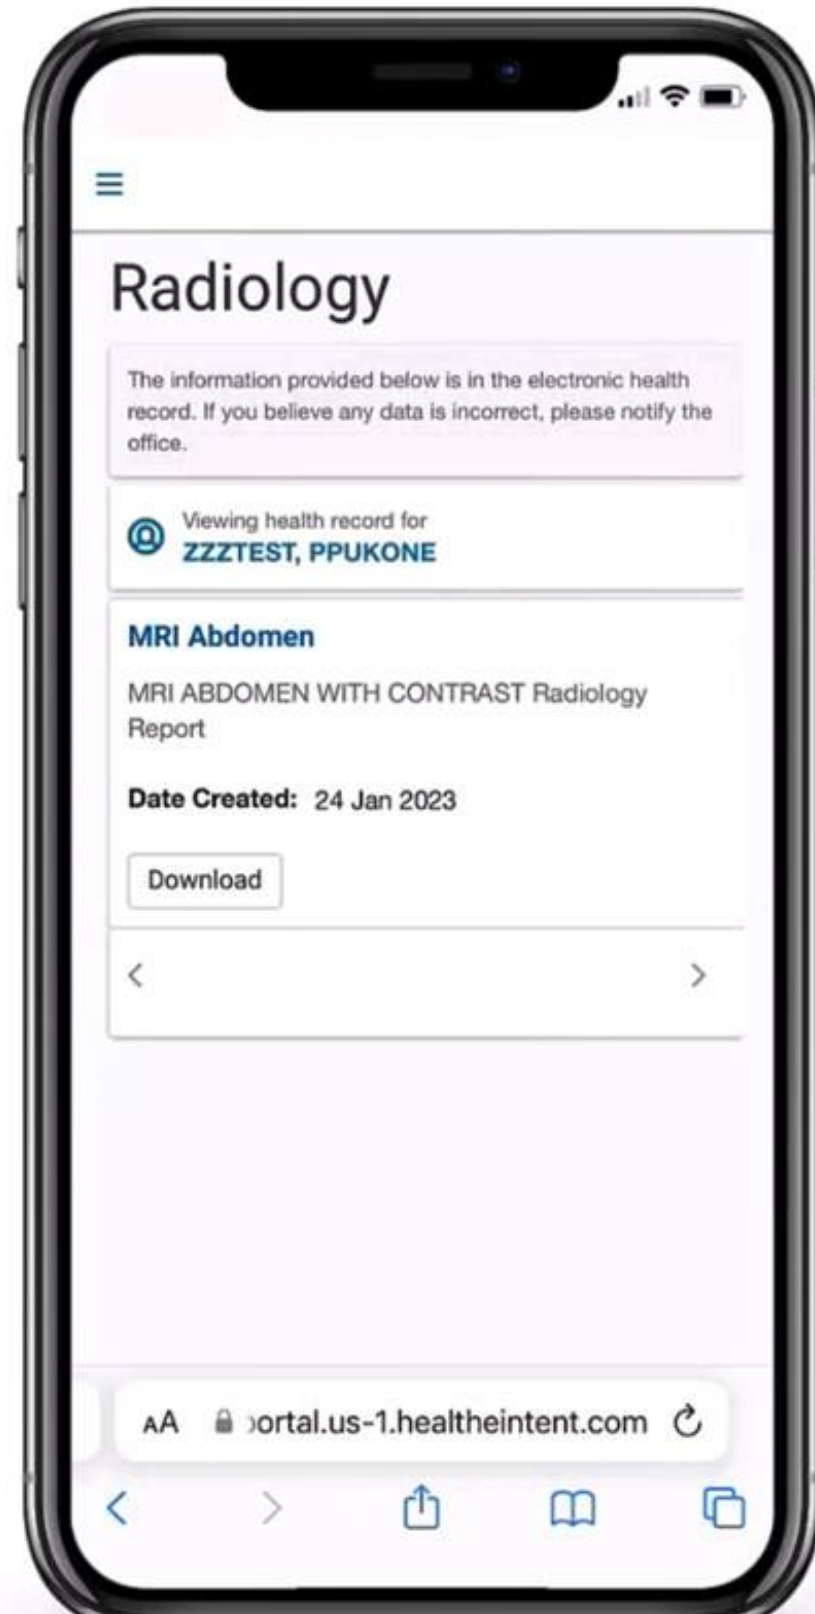 Radiology
The information provided below is in the electronic health
record. If you believe any data is incorrect, please notify the
office.
Viewing health record for
ZZZTEST, PPUKONE
MRI Abdomen
MRI ABDOMEN WITH CONTRAST Radiology
Report
Date Created: 24 Jan 2023
Download
AA ortal.us-1.healtheintent.com